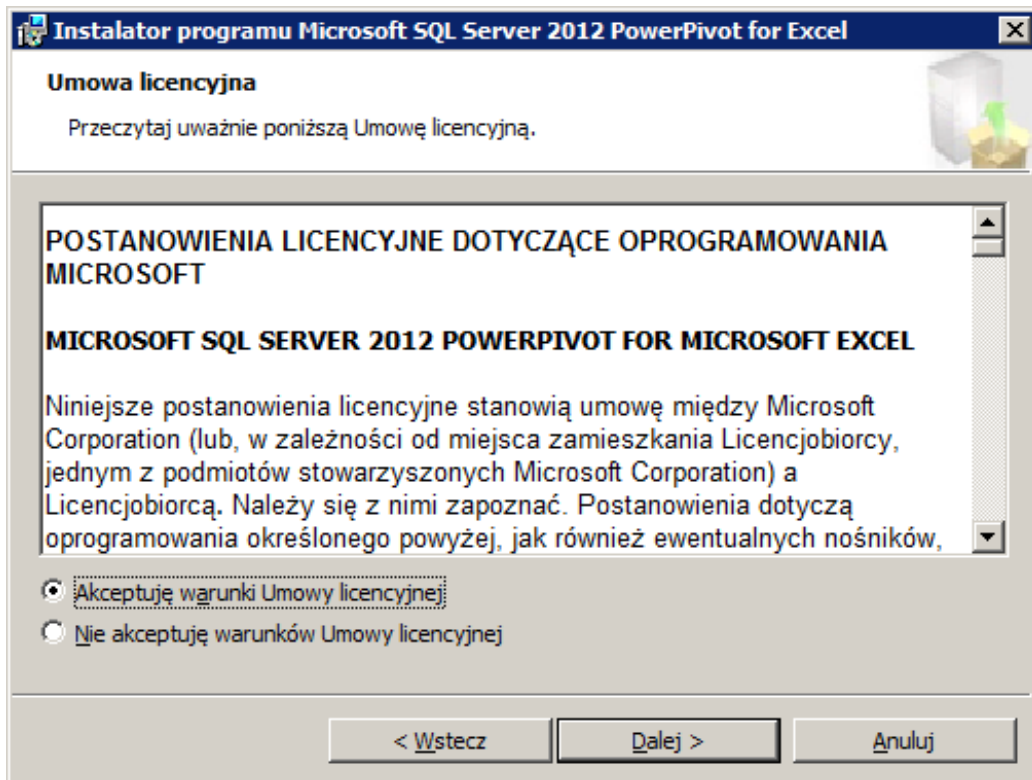 Instalator programu Microsoft SQL Server 2012 PowerPivot for Excel
Umowa licencyjna
Przeczytaj uważnie poniższą Umowę licencyjną.
POSTANOWIENIA LICENCYJNE DOTYCZĄCE OPROGRAMOWANIA
MICROSOFT
MICROSOFT SQL SERVER 2012 POWERPIVOT FOR MICROSOFT EXCEL
Niniejsze postanowienia licencyjne stanowią umowę między Microsoft
Corporation (lub, w zależności od miejsca zamieszkania Licencjobiorcy,
jednym z podmiotów stowarzyszonych Microsoft Corporation) a
Licencjobiorcą. Należy się z nimi zapoznać. Postanowienia dotyczą
oprogramowania określonego powyżej, jak również ewentualnych nośników,
Akceptuję warunki Umowy licencyjnej
Nie akceptuję warunków Umowy licencyjnej
< Wstecz
Dalej >
Anuluj